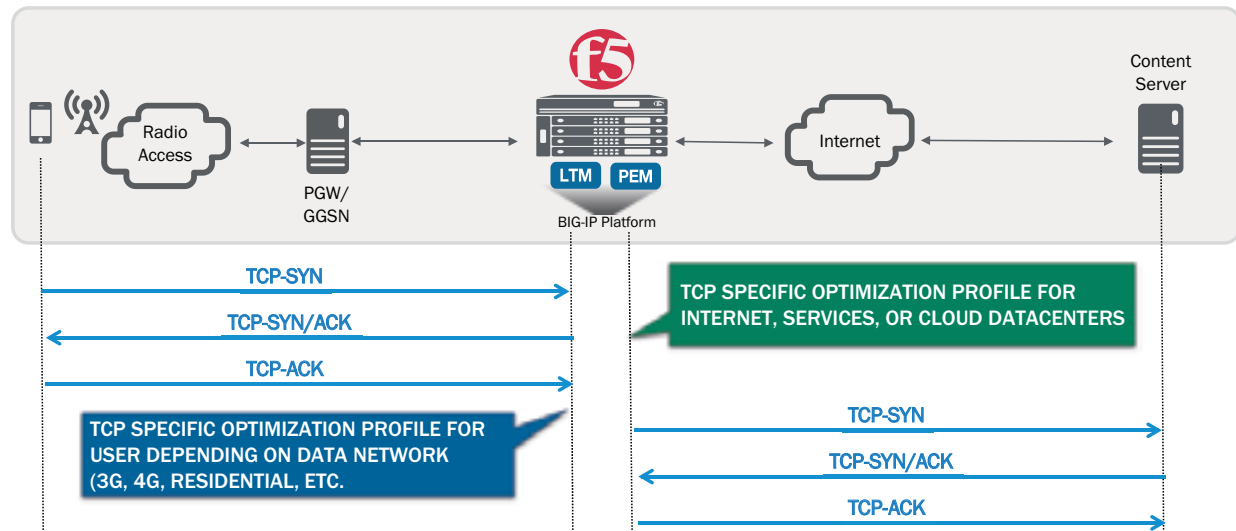 f5
Content
Server
Radio
Access
Internet
PGW/
GGSN
LTM
PEM
BIG-IP Platform
TCP-SYN
TCP-SYN/ACK
TCP-ACK
TCP SPECIFIC OPTIMIZATION PROFILE FOR
INTERNET, SERVICES, OR CLOUD DATACENTERS
TCP SPECIFIC OPTIMIZATION PROFILE FOR
USER DEPENDING ON DATA NETWORK
(3G, 4G, RESIDENTIAL, ETC.
TCP-SYN
TCP-SYN/ACK
TCP-ACK